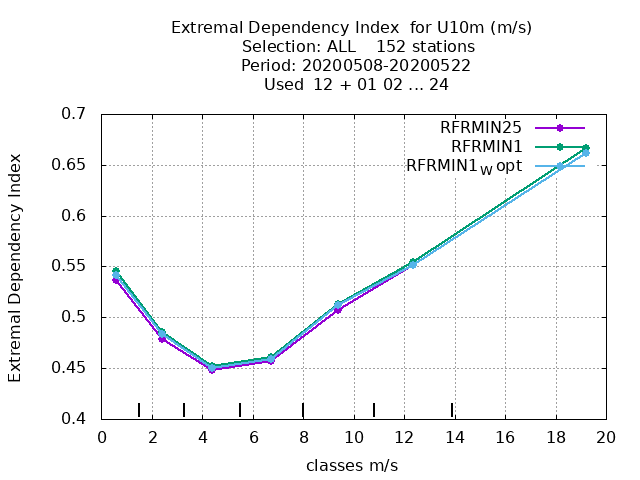 Extremal Dependency Index  for U10m (m/s)
Selection: ALL    152 stations
Period: 20200508-20200522
Used  12 + 01 02 ... 24
RFRMIN25
RFRMIN1
RFRMIN1W opt
Extremal Dependency Index
0.7
0.65
0.6
0.55
0.5
0.45
0.4
0 2 4 6 8 10 12 14 16 18 20
classes m/s